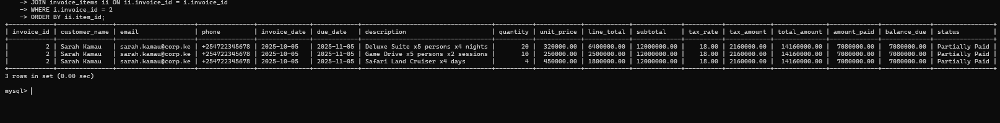 -> JOIN invoice_items ii ON ii.invoice_id = i.invoice_id
    -> WHERE i.invoice_id = 2
    -> ORDER BY ii.item_id;
| invoice_id | customer_name | email | phone | invoice_date | due_date | description | quantity | unit_price | line_total | subtotal | tax_rate | tax_amount | total_amount | amount_paid | balance_due | status |
| 2 | Sarah Kamau | sarah.kamau@corp.ke | +254722345678 | 2025-10-05 | 2025-11-05 | Deluxe Suite x5 persons x4 nights | 20 | 320000.00 | 6400000.00 | 12000000.00 | 18.00 | 2160000.00 | 14160000.00 | 7080000.00 | 7080000.00 | Partially Paid |
| 2 | Sarah Kamau | sarah.kamau@corp.ke | +254722345678 | 2025-10-05 | 2025-11-05 | Game Drive x5 persons x2 sessions | 10 | 250000.00 | 2500000.00 | 12000000.00 | 18.00 | 2160000.00 | 14160000.00 | 7080000.00 | 7080000.00 | Partially Paid |
| 2 | Sarah Kamau | sarah.kamau@corp.ke | +254722345678 | 2025-10-05 | 2025-11-05 | Safari Land Cruiser x4 days | 4 | 450000.00 | 1800000.00 | 12000000.00 | 18.00 | 2160000.00 | 14160000.00 | 7080000.00 | 7080000.00 | Partially Paid |
3 rows in set (0.00 sec)
mysql>